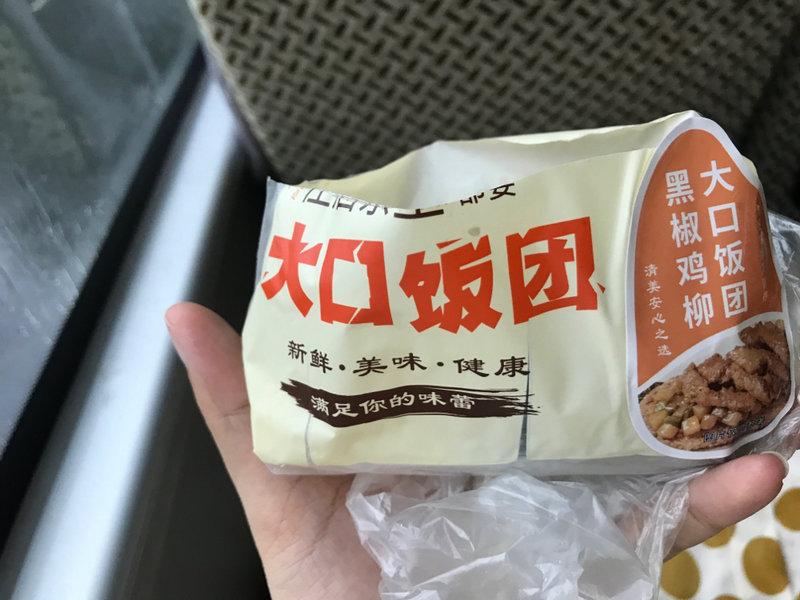 大口饭团
新鲜·美味·健康
满足你的味蕾
大口饭团
黑椒鸡柳
清美安心之选